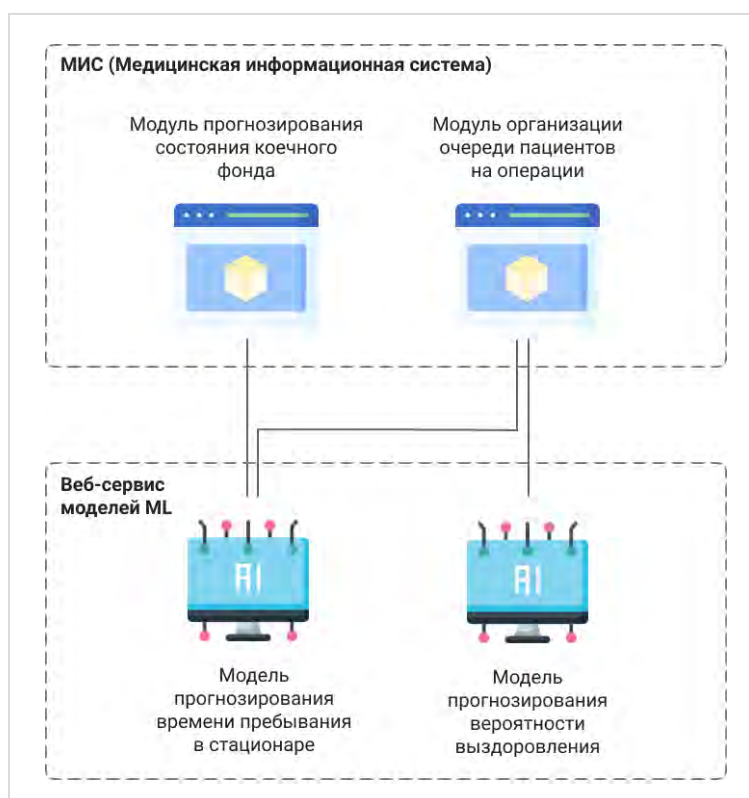 МИС (Медицинская информационная система)
Модуль прогнозирования
состояния коечного
фонда
Модуль организации
очереди пациентов
на операции
Веб-сервис
моделей ML
AI
AI
Модель
прогнозирования
времени пребывания
в стационаре
Модель
прогнозирования
вероятности
выздоровления